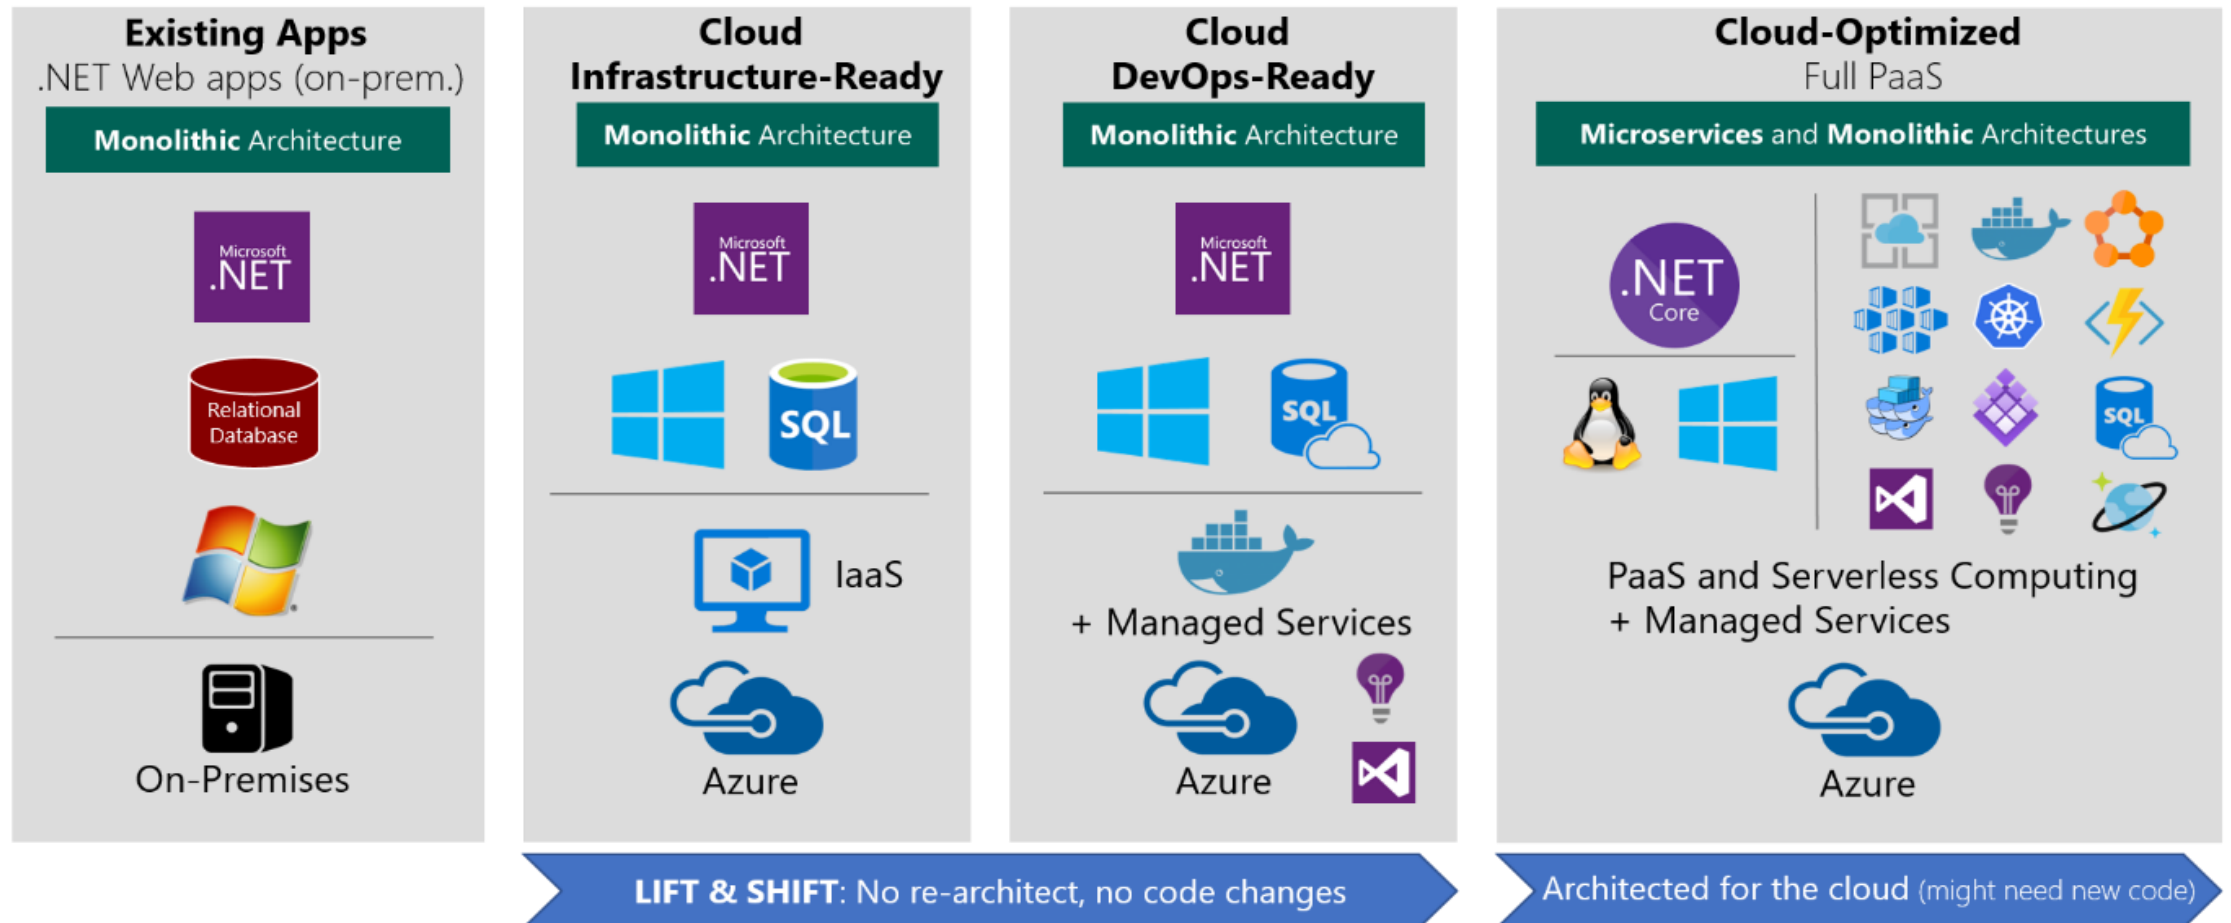 Existing Apps
.NET Web apps (on-prem.)
Monolithic Architecture
Microsoft
.NET
Relational
Database
On-Premises
Cloud
Infrastructure-Ready
Monolithic Architecture
Microsoft
.NET
SQL
IaaS
Azure
Cloud
DevOps-Ready
Monolithic Architecture
Microsoft
.NET
SQL
+ Managed Services
Azure
Cloud-Optimized
Full PaaS
Microservices and Monolithic Architectures
.NET
Core
SQL
PaaS and Serverless Computing
+ Managed Services
Azure
LIFT & SHIFT: No re-architect, no code changes
Architected for the cloud (might need new code)